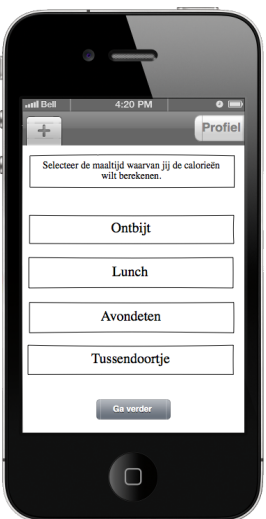 Bell 4:20 PM
+ Profiel
Selecteer de maaltijd waarvan jij de calorieën
wilt berekenen.
Ontbijt
Lunch
Avondeten
Tussendoortje
Ga verder